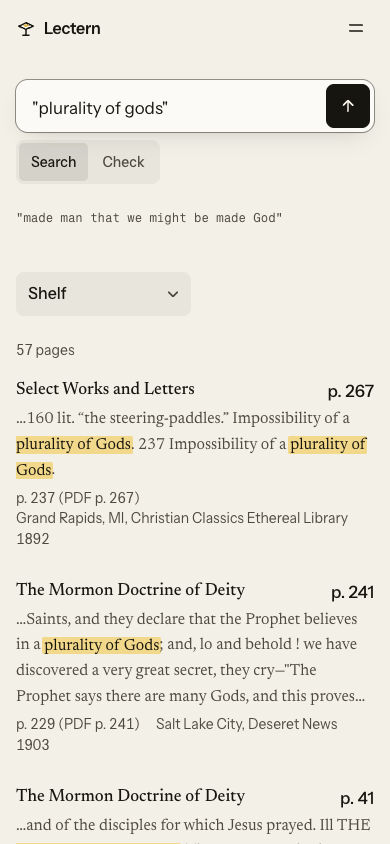 Lectern
"plurality of gods"
Search Check
"made man that we might be made God"
Shelf
57 pages
Select Works and Letters p. 267
...160 lit. “the steering-paddles.” Impossibility of a
plurality of Gods. 237 Impossibility of a plurality of
Gods.
p. 237 (PDF p. 267)
Grand Rapids, MI, Christian Classics Ethereal Library
1892
The Mormon Doctrine of Deity p. 241
...Saints, and they declare that the Prophet believes
in a plurality of Gods; and, lo and behold ! we have
discovered a very great secret, they cry—"The
Prophet says there are many Gods, and this proves...
p. 229 (PDF p. 241) Salt Lake City, Deseret News
1903
The Mormon Doctrine of Deity p. 41
...and of the disciples for which Jesus prayed. Ill THE